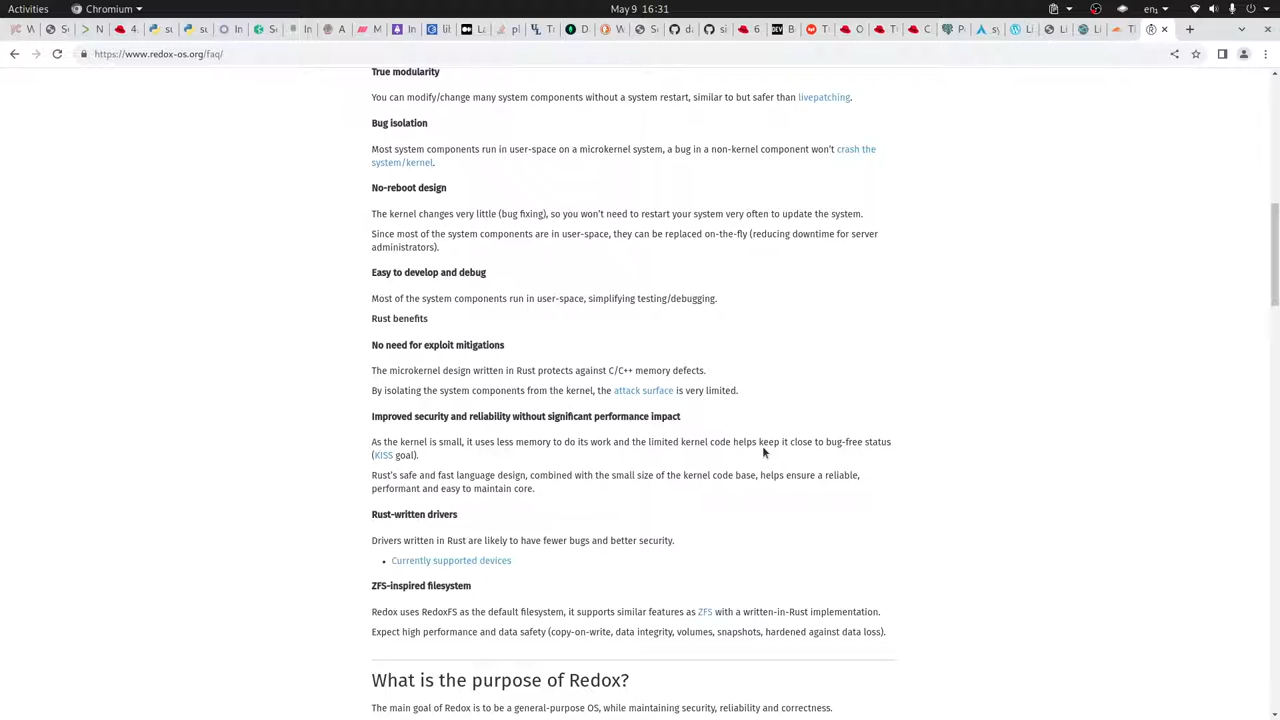 Activities
Chromium
May 9 16:31
en
https://www.redox-os.org/faq/
True modularity
You can modify/change many system components without a system restart, similar to but safer than livepatching.
Bug isolation
Most system components run in user-space on a microkernel system, a bug in a non-kernel component won't crash the
system/kernel.
No-reboot design
The kernel changes very little (bug fixing), so you won't need to restart your system very often to update the system.
Since most of the system components are in user-space, they can be replaced on-the-fly (reducing downtime for server
administrators).
Easy to develop and debug
Most of the system components run in user-space, simplifying testing/debugging.
Rust benefits
No need for exploit mitigations
The microkernel design written in Rust protects against C/C++ memory defects.
By isolating the system components from the kernel, the attack surface is very limited.
Improved security and reliability without significant performance impact
As the kernel is small, it uses less memory to do its work and the limited kernel code helps keep it close to bug-free status
(KISS goal).
Rust's safe and fast language design, combined with the small size of the kernel code base, helps ensure a reliable,
performant and easy to maintain core.
Rust-written drivers
Drivers written in Rust are likely to have fewer bugs and better security.
• Currently supported devices
ZFS-inspired filesystem
Redox uses RedoxFS as the default filesystem, it supports similar features as ZFS with a written-in-Rust implementation.
Expect high performance and data safety (copy-on-write, data integrity, volumes, snapshots, hardened against data loss).
What is the purpose of Redox?
The main goal of Redox is to be a general-purpose OS, while maintaining security, reliability and correctness.